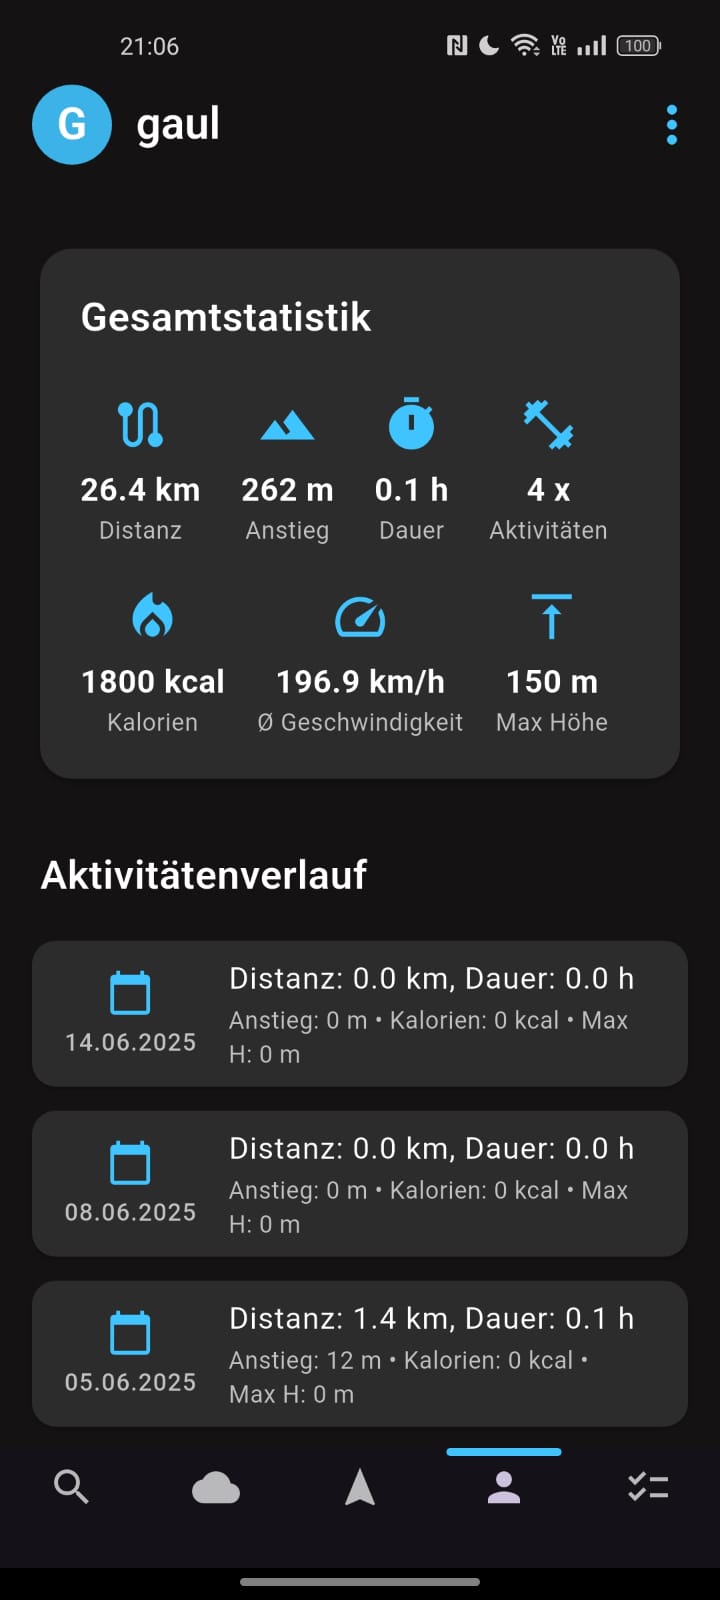 21:06
Vo LTE 100
G gaul
Gesamtstatistik
26.4 km 262 m 0.1 h 4 x
Distanz Anstieg Dauer Aktivitäten
1800 kcal 196.9 km/h 150 m
Kalorien Ø Geschwindigkeit Max Höhe
Aktivitätenverlauf
Distanz: 0.0 km, Dauer: 0.0 h
Anstieg: 0 m • Kalorien: 0 kcal • Max
H: 0 m
14.06.2025
Distanz: 0.0 km, Dauer: 0.0 h
Anstieg: 0 m • Kalorien: 0 kcal • Max
H: 0 m
08.06.2025
Distanz: 1.4 km, Dauer: 0.1 h
Anstieg: 12 m • Kalorien: 0 kcal •
Max H: 0 m
05.06.2025